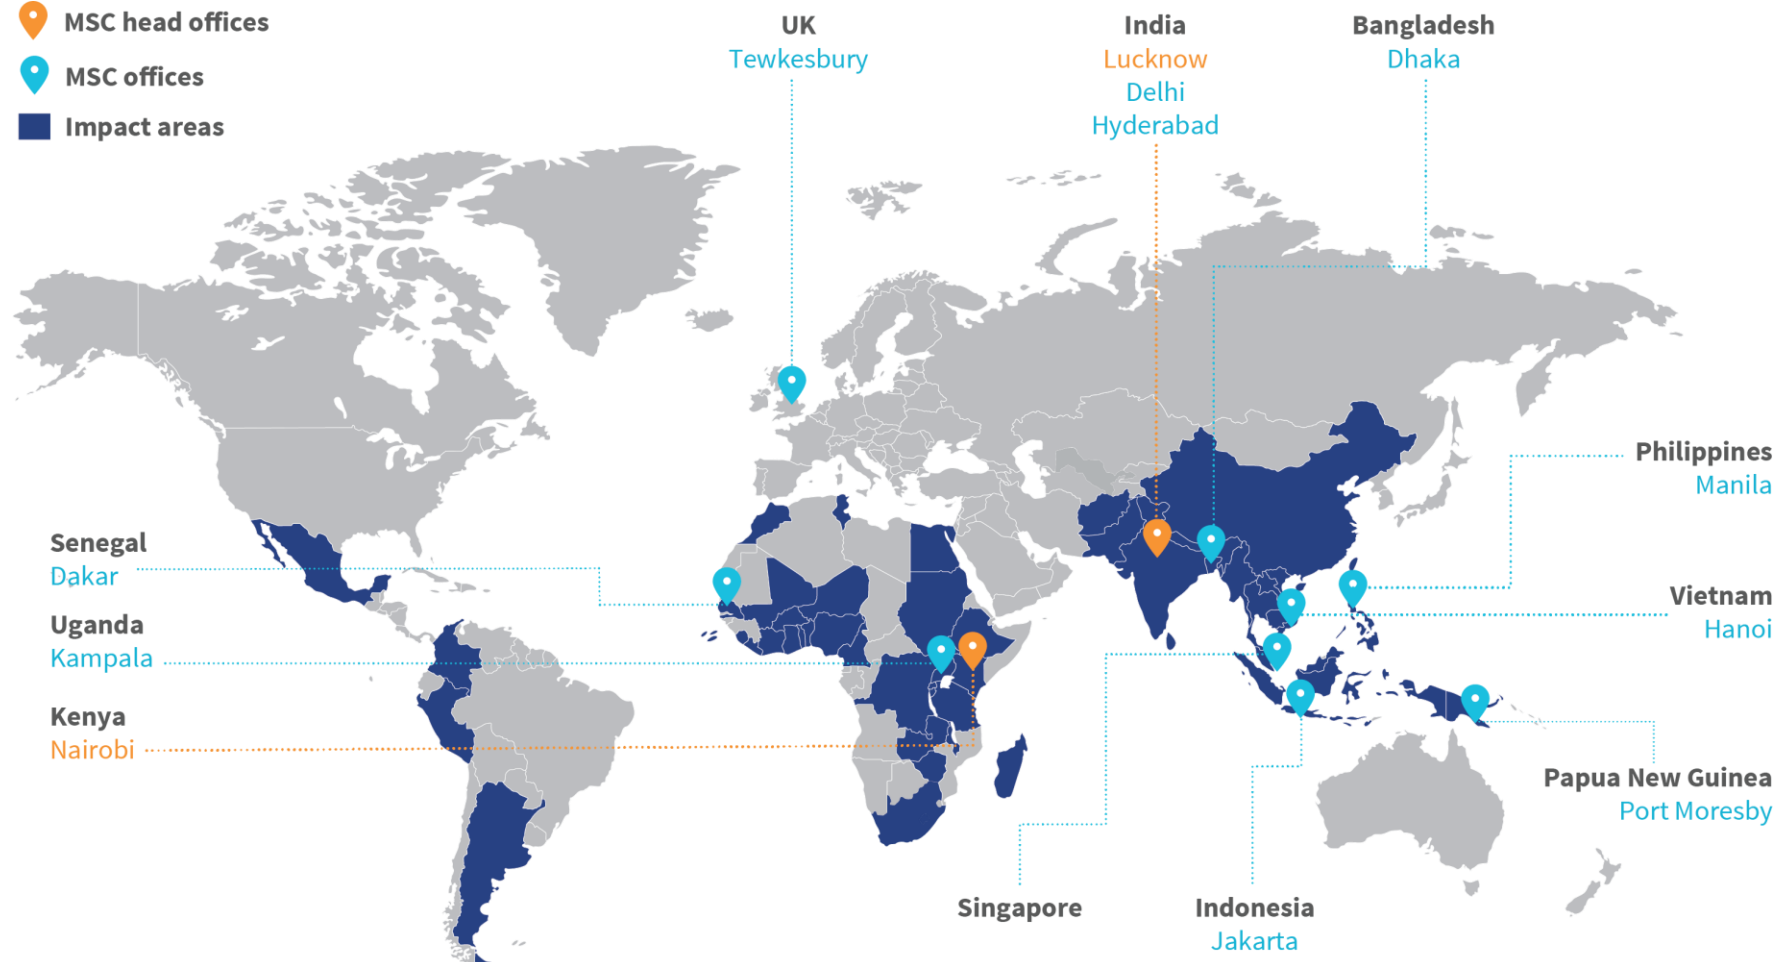 MSC head offices
MSC offices
Impact areas
UK
Tewkesbury
India
Lucknow
Delhi
Hyderabad
Bangladesh
Dhaka
Philippines
Manila
Senegal
Dakar
Vietnam
Hanoi
Uganda
Kampala
Kenya
Nairobi
Papua New Guinea
Port Moresby
Singapore
Indonesia
Jakarta